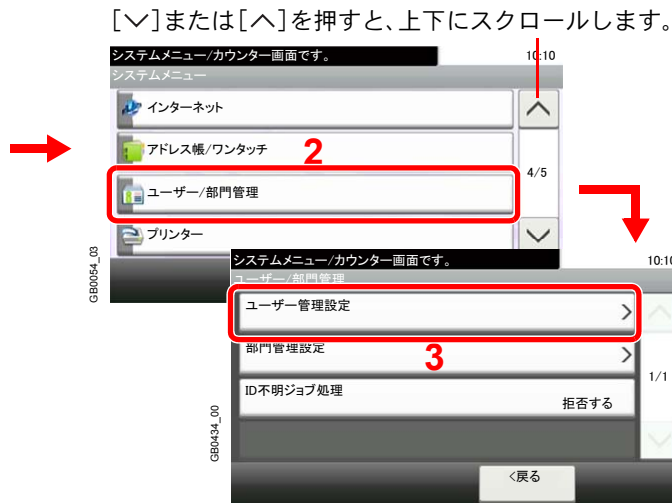 [∨]または[∧]を押すと、上下にスクロールします。
システムメニュー/カウンター画面です。
10:10
システムメニュー
インターネット
アドレス帳/ワンタッチ
2
4/5
ユーザー/部門管理
プリンター
GB0054_03
システムメニュー/カウンター画面です。
10:10
ユーザー/部門管理
ユーザー管理設定
部門管理設定
3
1/1
ID不明ジョブ処理
拒否する
GB0434_00
<戻る